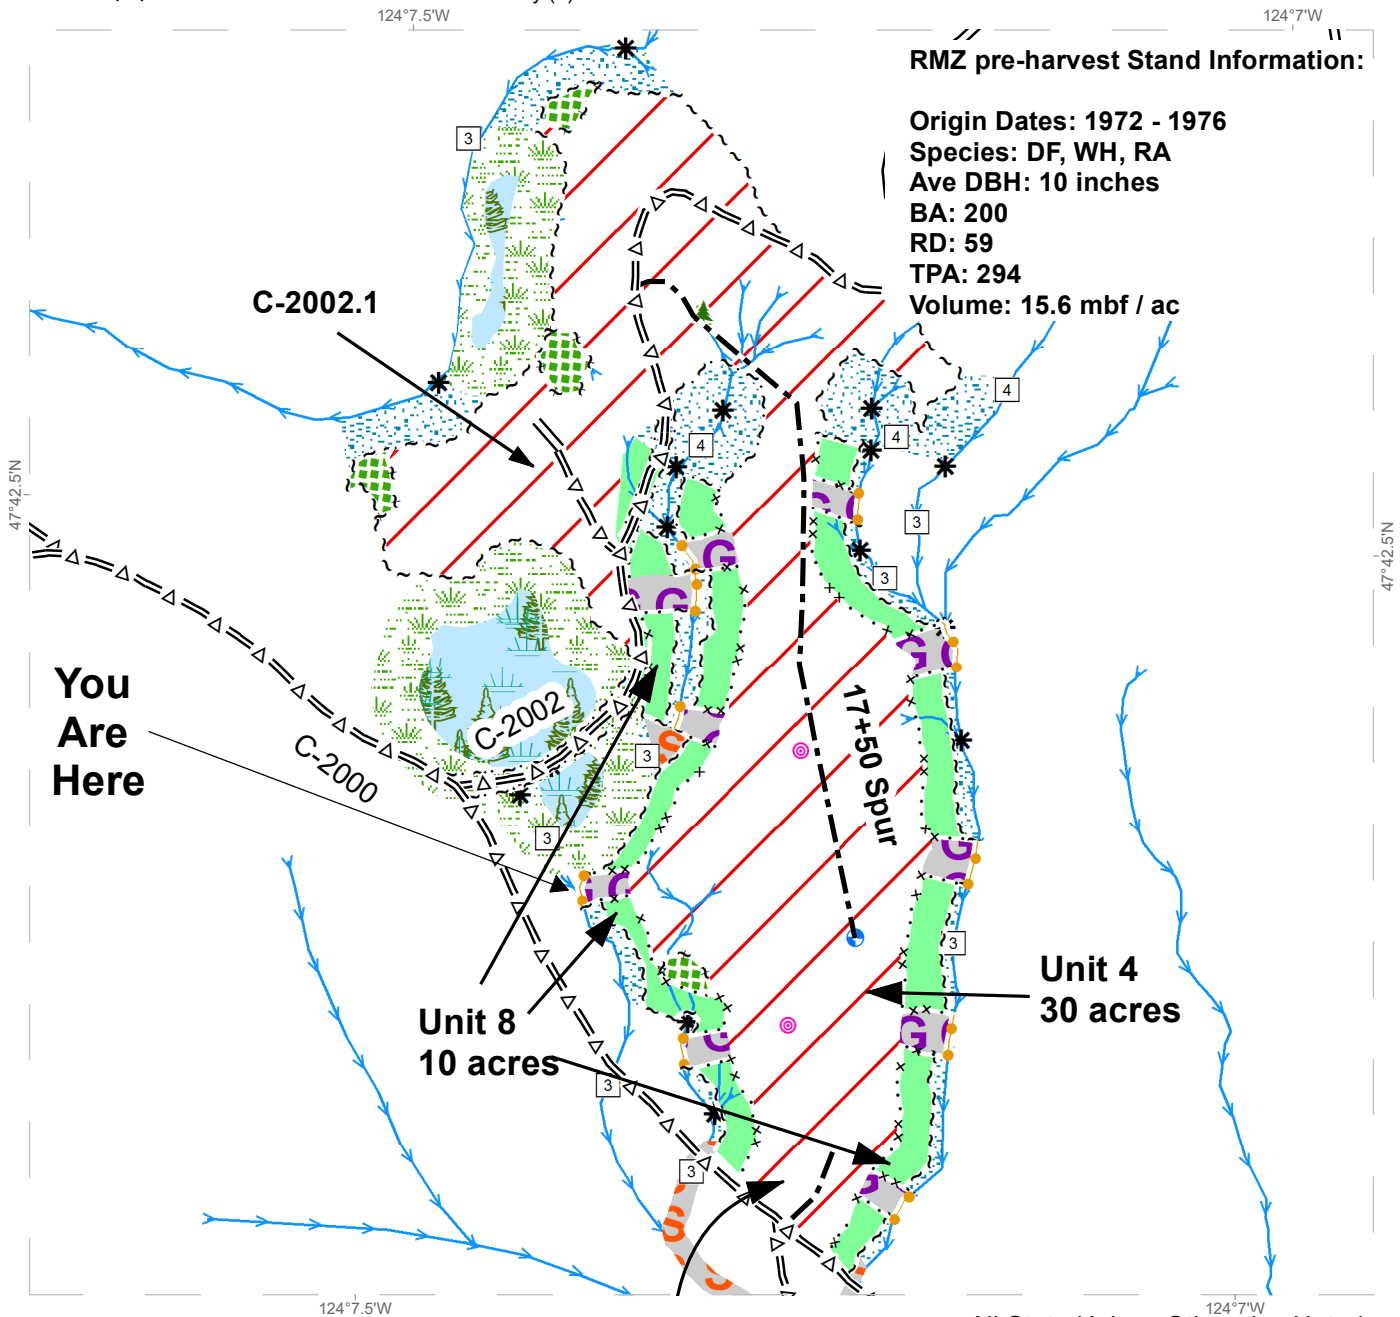 124°7.5'W
124°7'W
RMZ pre-harvest Stand Information:
Origin Dates: 1972 - 1976
Species: DF, WH, RA
Ave DBH: 10 inches
BA: 200
RD: 59
TPA: 294
Volume: 15.6 mbf / ac
3
C-2002.1
4
4
4
47°42.5'N
47°42.5'N
3
3
G
G
G
You
Are
Here
C-2002
C-2000
17+50 Spur
S
3
3
G
G
3
Unit 4
30 acres
Unit 8
10 acres
G
G
3
3
G
S
S
124°7.5'W
124°7'W